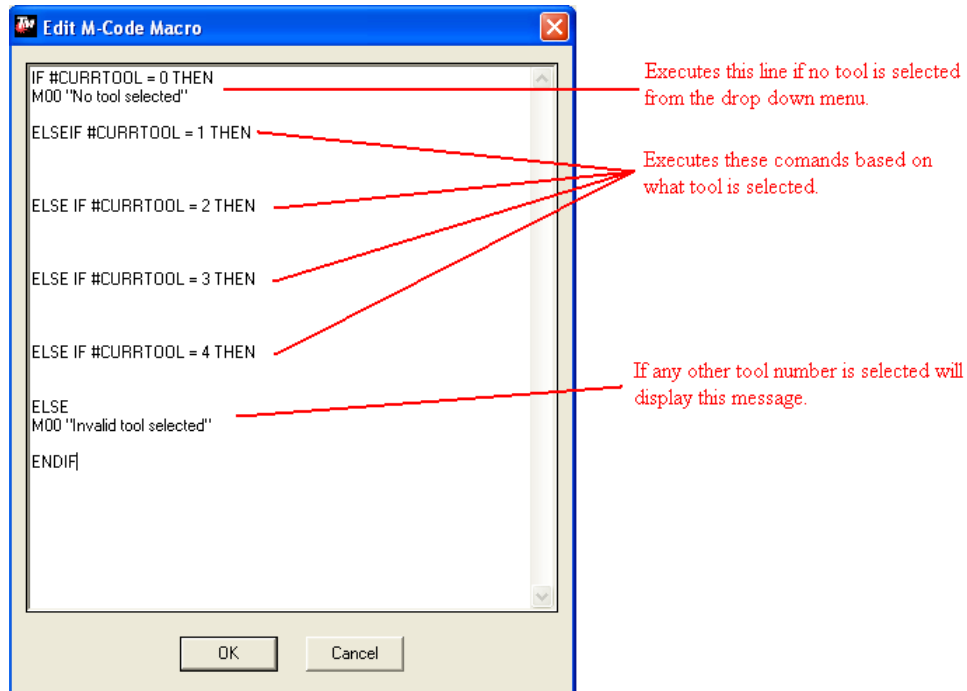 Edit M-Code Macro
IF #CURRTOOL = 0 THEN
M00 "No tool selected"
ELSEIF #CURRTOOL = 1 THEN
ELSE IF #CURRTOOL = 2 THEN
ELSE IF #CURRTOOL = 3 THEN
ELSE IF #CURRTOOL = 4 THEN
ELSE
M00 "Invalid tool selected"
ENDIF
OK
Cancel
Executes this line if no tool is selected
from the drop down menu.
Executes these comands based on
what tool is selected.
If any other tool number is selected will
display this message.